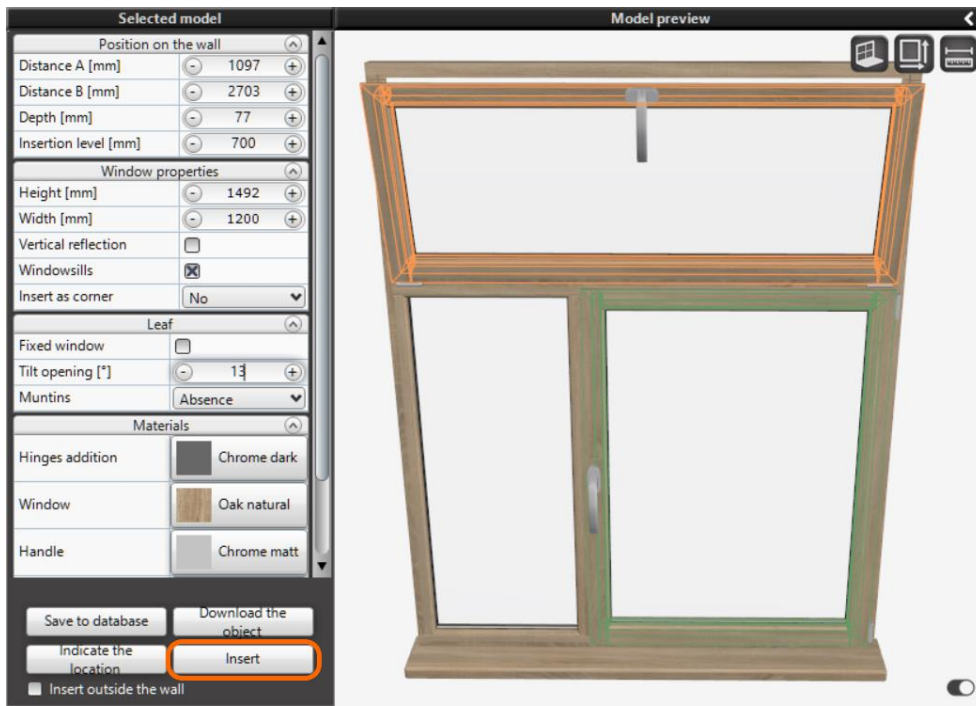 Selected model
Model preview
Position on the wall
Distance A [mm] 1097
Distance B [mm] 2703
Depth [mm] 77
Insertion level [mm] 700
Window properties
Height [mm] 1492
Width [mm] 1200
Vertical reflection
Windowsills
Insert as corner No
Leaf
Fixed window
Tilt opening [°] 13
Muntins Absence
Materials
Hinges addition Chrome dark
Window Oak natural
Handle Chrome matt
Save to database
Download the
object
Indicate the
location
Insert
Insert outside the wall